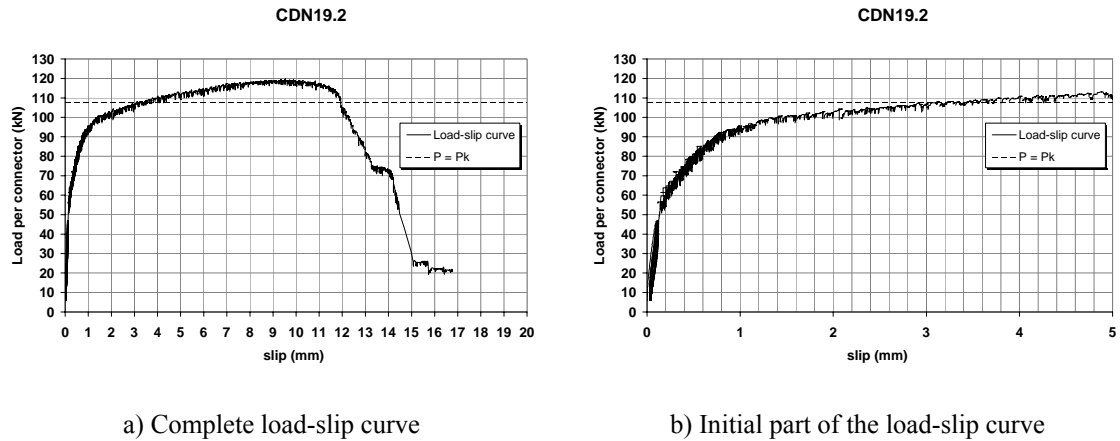 CDN19.2
130
120
110
100
90
80
70
60
50
40
30
20
10
0
Load per connector (kN)
Load-slip curve
P = Pk
0 1 2 3 4 5 6 7 8 9 10 11 12 13 14 15 16 17 18 19 20
slip (mm)
a) Complete load-slip curve
CDN19.2
130
120
110
100
90
80
70
60
50
40
30
20
10
0
Load per connector (kN)
Load-slip curve
P = Pk
0 1 2 3 4 5
slip (mm)
b) Initial part of the load-slip curve